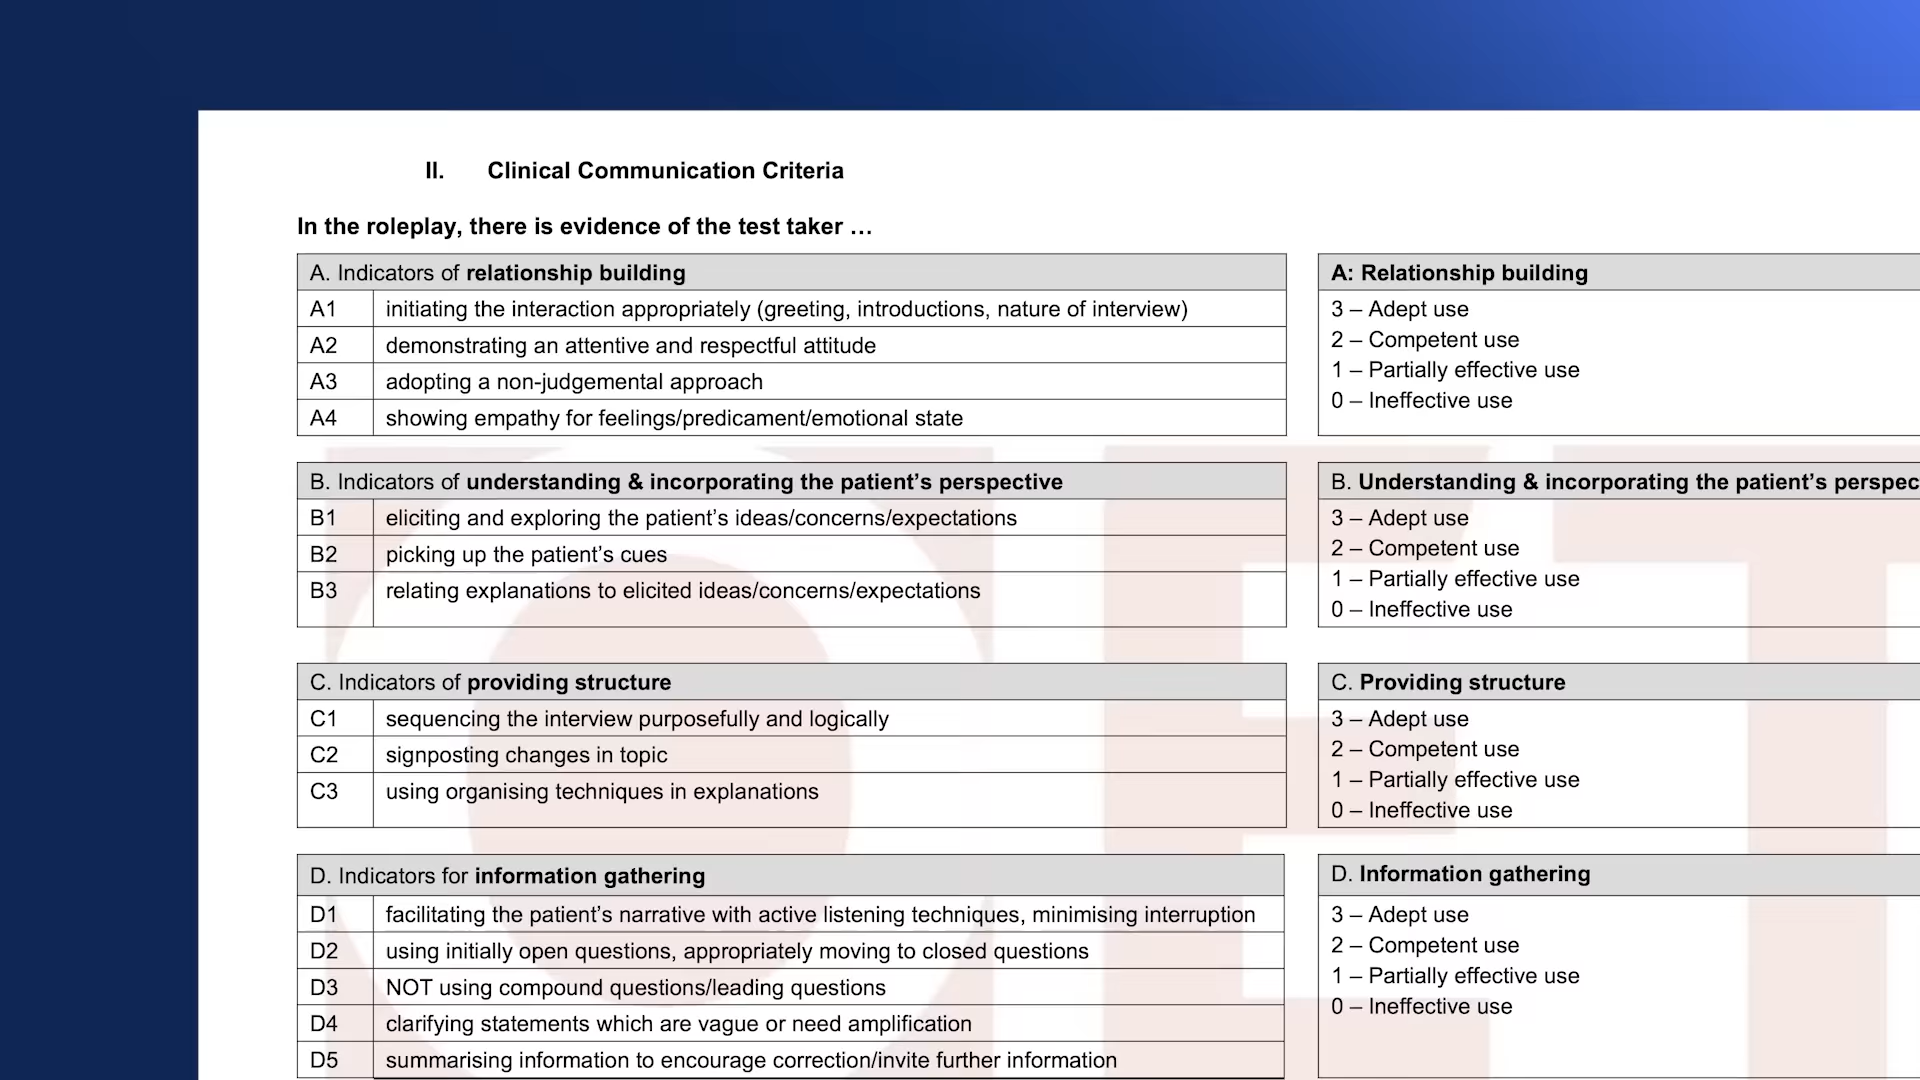 II. Clinical Communication Criteria
In the roleplay, there is evidence of the test taker …
A. Indicators of relationship building
A1 initiating the interaction appropriately (greeting, introductions, nature of interview)
A2 demonstrating an attentive and respectful attitude
A3 adopting a non-judgemental approach
A4 showing empathy for feelings/predicament/emotional state
A: Relationship building
3 – Adept use
2 – Competent use
1 – Partially effective use
0 – Ineffective use
B. Indicators of understanding & incorporating the patient’s perspective
B1 eliciting and exploring the patient’s ideas/concerns/expectations
B2 picking up the patient’s cues
B3 relating explanations to elicited ideas/concerns/expectations
B. Understanding & incorporating the patient’s perspec
3 – Adept use
2 – Competent use
1 – Partially effective use
0 – Ineffective use
C. Indicators of providing structure
C1 sequencing the interview purposefully and logically
C2 signposting changes in topic
C3 using organising techniques in explanations
C. Providing structure
3 – Adept use
2 – Competent use
1 – Partially effective use
0 – Ineffective use
D. Indicators for information gathering
D1 facilitating the patient’s narrative with active listening techniques, minimising interruption
D2 using initially open questions, appropriately moving to closed questions
D3 NOT using compound questions/leading questions
D4 clarifying statements which are vague or need amplification
D5 summarising information to encourage correction/invite further information
D. Information gathering
3 – Adept use
2 – Competent use
1 – Partially effective use
0 – Ineffective use
OET